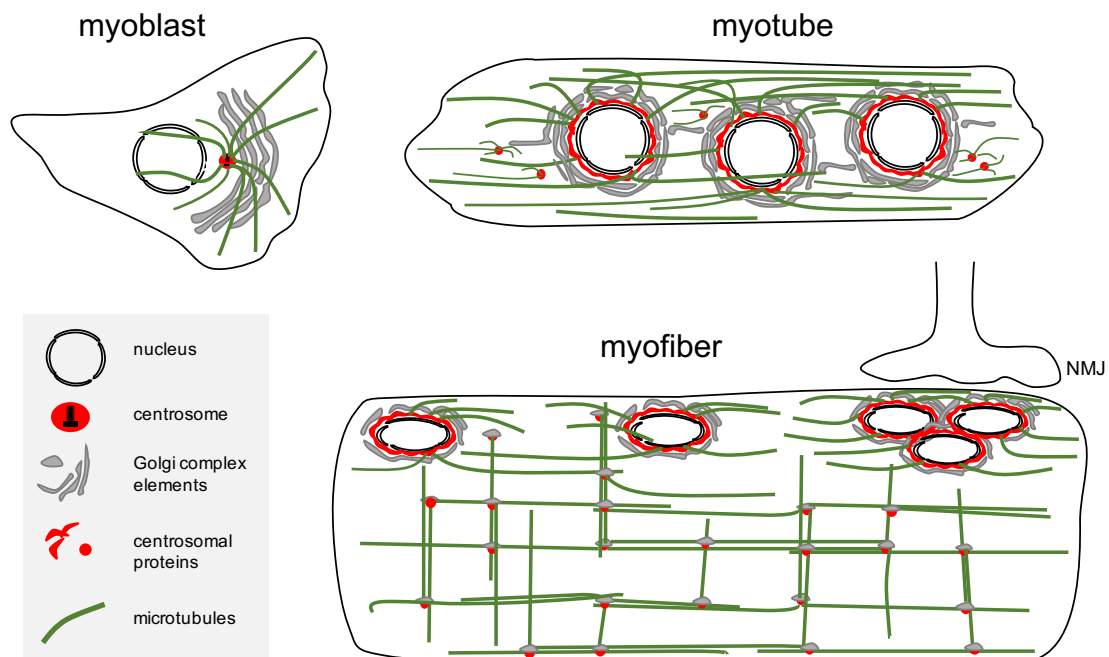 myoblast
myotube
myofiber
NMJ
nucleus
centrosome
Golgi complex
elements
centrosomal
proteins
microtubules